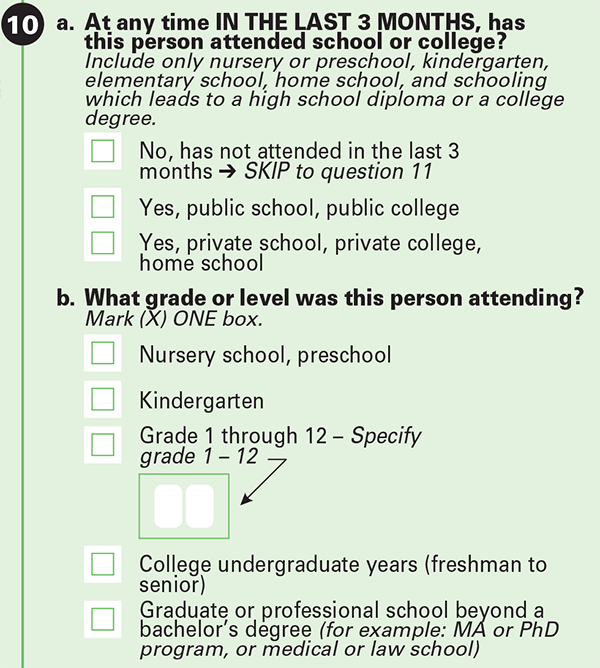 10 a. At any time IN THE LAST 3 MONTHS, has
this person attended school or college?
Include only nursery or preschool, kindergarten,
elementary school, home school, and schooling
which leads to a high school diploma or a college
degree.
No, has not attended in the last 3
months ➔ SKIP to question 11
Yes, public school, public college
Yes, private school, private college,
home school
b. What grade or level was this person attending?
Mark (X) ONE box.
Nursery school, preschool
Kindergarten
Grade 1 through 12 – Specify
grade 1 – 12
College undergraduate years (freshman to
senior)
Graduate or professional school beyond a
bachelor’s degree (for example: MA or PhD
program, or medical or law school)